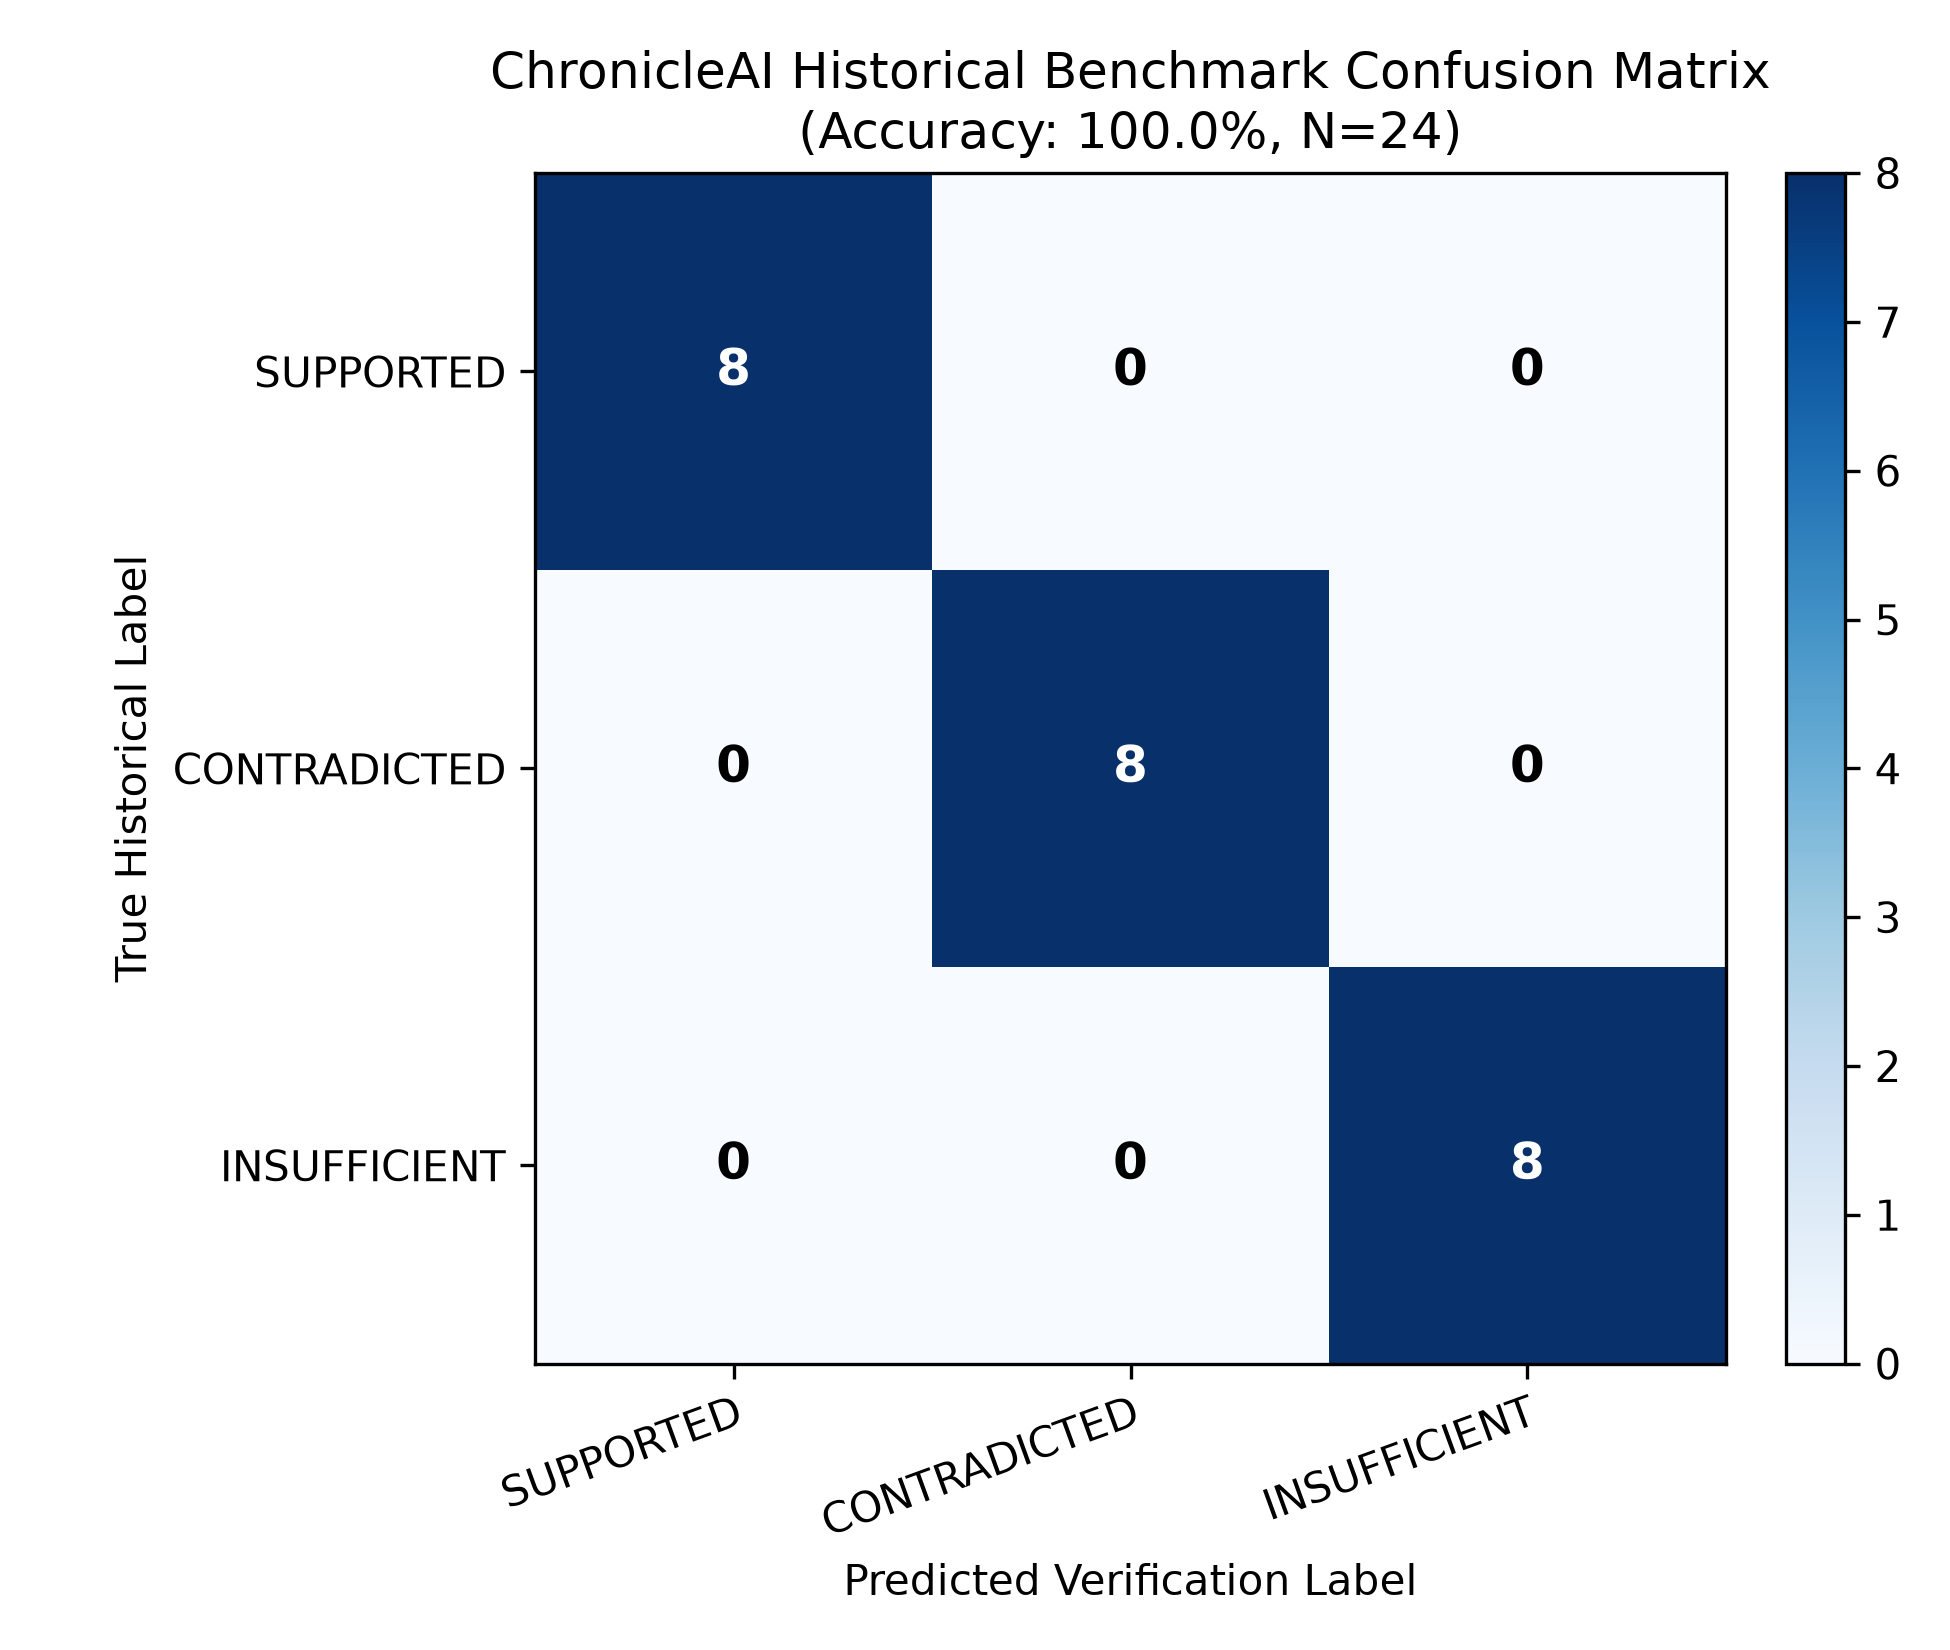 ChronicleAI Historical Benchmark Confusion Matrix
(Accuracy: 100.0%, N=24)
True Historical Label
SUPPORTED
8 0 0
CONTRADICTED
0 8 0
INSUFFICIENT
0 0 8
SUPPORTED
CONTRADICTED
INSUFFICIENT
Predicted Verification Label
8
7
6
5
4
3
2
1
0